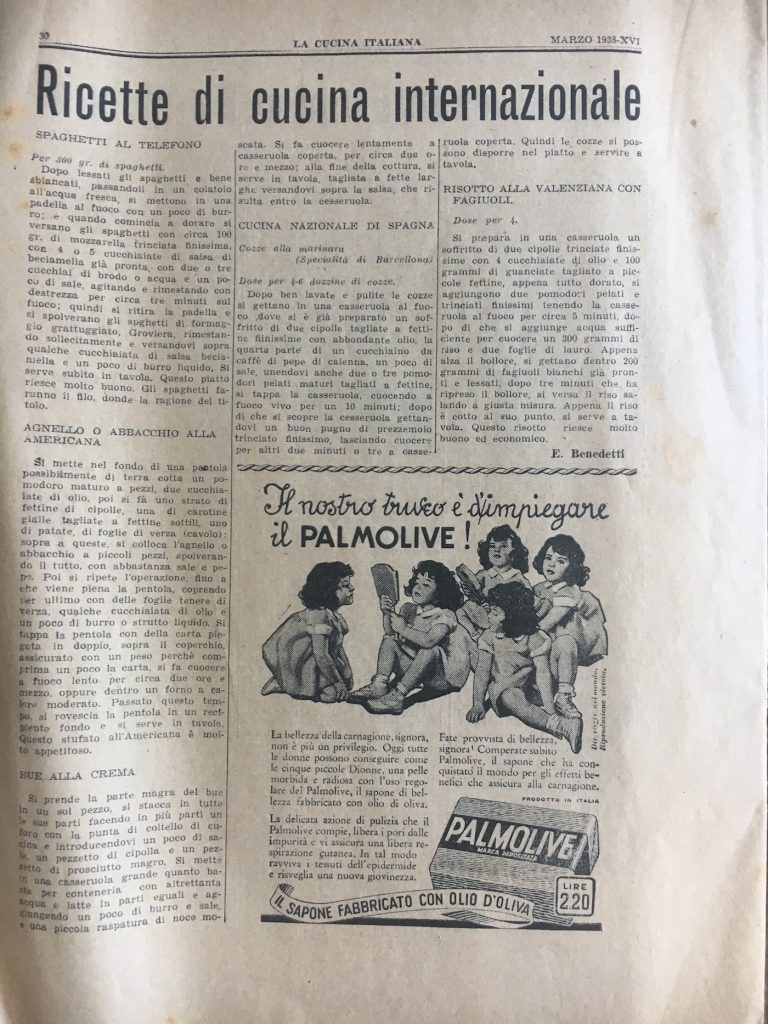 30
LA CUCINA ITALIANA
MARZO 1938-XVI
Ricette di cucina internazionale
SPAGHETTI AL TELEFONO
Per 300 gr. di spaghetti.
Dopo lessati gli spaghetti e bene
sbiancati, passandoli in un colatoio
all'acqua fresca, si mettono in una
padella al fuoco con un poco di bur-
ro; e quando comincia a dorare si
versano gli spaghetti con circa 100
gr. di mozzarella trinciata finissima,
con 4 o 5 cucchiaiate di salsa di
beciamella già pronta, con due o tre
cucchiai di brodo o acqua e un po-
co di sale, agitando e rimestando con
destrezza per circa tre minuti sul
fuoco; quindi si ritira la padella e
si spolverano gli spghetti di formag-
gio grattuggiato, Groviera, rimestan-
do sollecitamente e versandovi sopra
qualche cucchiaiata di salsa becia-
mella e un poco di burro liquido. Si
serve subito in tavola. Questo piatto
riesce molto buono. Gli spaghetti fa-
ranno il filo, donde la ragione del ti-
tolo.
AGNELLO O ABBACCHIO ALLA
AMERICANA
Si mette nel fondo di una pentola
possibilmente di terra cotta un po-
modoro maturo a pezzi, due cucchia-
iate di olio, poi si fà uno strato di
fettine di cipolle, una di carotine
gialle tagliate a fettine sottili, uno
di patate, di foglie di verza (cavolo);
sopra a queste, si colloca l'agnello o
abbacchio a piccoli pezzi, spolveran-
do il tutto, con abbastanza sale e pe-
pe. Poi si ripete l'operazione, fino a
che viene piena la pentola, coprendo
per ultimo con delle foglie tenere di
verza, qualche cucchiaiata di olio e
un poco di burro o strutto liquido. Si
tappa la pentola con della carta pie-
gata in doppio, sopra il coperchio,
assicurato con un peso perchè com-
prima un poco la carta, si fa cuocere
a fuoco lento per circa due ore e
mezzo, oppure dentro un forno a ca-
lore moderato. Passato questo tem-
po, si rovescia la pentola in un reci-
piente fondo e si serve in tavola.
Questo stufato all'Americana è mol-
to appetitoso.
BUE ALLA CREMA
Si prende la parte magra del bue
in un sol pezzo, si stacca in tutte
le sue parti facendo in più parti un
foro con la punta di coltello di cu-
cina e introducendovi un poco di sa-
le, un pezzetto di cipolla e un pez-
zetto di prosciutto magro. Si mette
in una casseruola grande quanto ba-
sta per contenerla con altrettanta
acqua e latte in parti eguali e ag-
giungendo un poco di burro e sale,
e una piccola raspatura di noce mo-
scata. Si fa cuocere lentamente a
casseruola coperta, per circa due o-
re e mezzo; alla fine della cottura, si
serve in tavola, tagliata a fette lar-
ghe, versandovi sopra la salsa, che ri-
sulta entro la casseruola.
CUCINA NAZIONALE DI SPAGNA
Cozze alla marinara
(Specialità di Barcellona)
Dose per 4-6 dozzine di cozze.
Dopo ben lavate e pulite le cozze
si gettano in una casseruola al fuo-
co ,dove si è già preparato un sof-
fritto di due cipolle tagliate a fetti-
ne fiinissime con abbondante olio, la
quarta parte di un cucchiaino da
caffè di pepe di caienna, un poco di
sale, unendovi anche due o tre pomi-
dori pelati maturi tagliati a fettine,
si tappa la casseruola, cuocendo a
fuoco vivo per un 10 minuti; dopo
di che si scopre la casseruola gettan-
dovi un buon pugno di prezzemolo
trinciato finissimo, lasciando cuocere
per altri due minuti o tre a casse-
ruola coperta. Quindi le cozze si pos-
sono disporre nel piatto e servire a
tavola.
RISOTTO ALLA VALENZIANA CON
FAGIUOLI.
Dose per 4.
Si prepara in una casseruola un
soffritto di due cipolle trinciate finis-
sime con 4 cucchiaiate di olio e 100
grammi di guanciate tagliato a pic-
cole fettine, appena tutto dorato, si
aggiungono due pomodori pelati e
trinciati finissimi tenendo la casse-
ruola al fuoco per circa 5 minuti, do-
po di che si aggiunge acqua suffi-
ciente per cuocere un 300 grammi di
riso e due foglie di lauro. Appena
alza il bollore, si gettano dentro 200
grammi di fagiuoli bianchi già pron-
ti e lessati, dopo tre minuti che ha
ripreso il bollore, si versa il riso sa-
lando a giusta misura. Appena il riso
è cotto al suo punto, si serve a ta-
vola. Questo risotto riesce molto
buono ed economico.
E. Benedetti
Il nostro trucco è d'impiegare
il PALMOLIVE!
Riproduzione vietata.
La bellezza della carnagione, signora,
non è più un privilegio. Oggi tutte
le donne possono conseguire come
le cinque piccole Dionne, una pelle
morbida e radiosa con l'uso rego-
lare del Palmolive, il sapone di bel-
lezza fabbricato con olio di oliva.
La delicata azione di pulizia che il
Palmolive compie, libera i pori dalle
impurità e vi assicura una libera re-
spirazione cutanea. In tal modo
ravviva i tessuti dell'epidermide
e risveglia una nuova giovinezza.
Fate provvista di bellezza,
signora! Comperate subito
Palmolive, il sapone che ha con-
quistato il mondo per gli effetti be-
nefici che assicura alla carnagione.
PRODOTTO IN ITALIA
PALMOLIVE
MARCA DEPOSITATA
LIRE
2.20
IL SAPONE FABBRICATO CON OLIO D'OLIVA